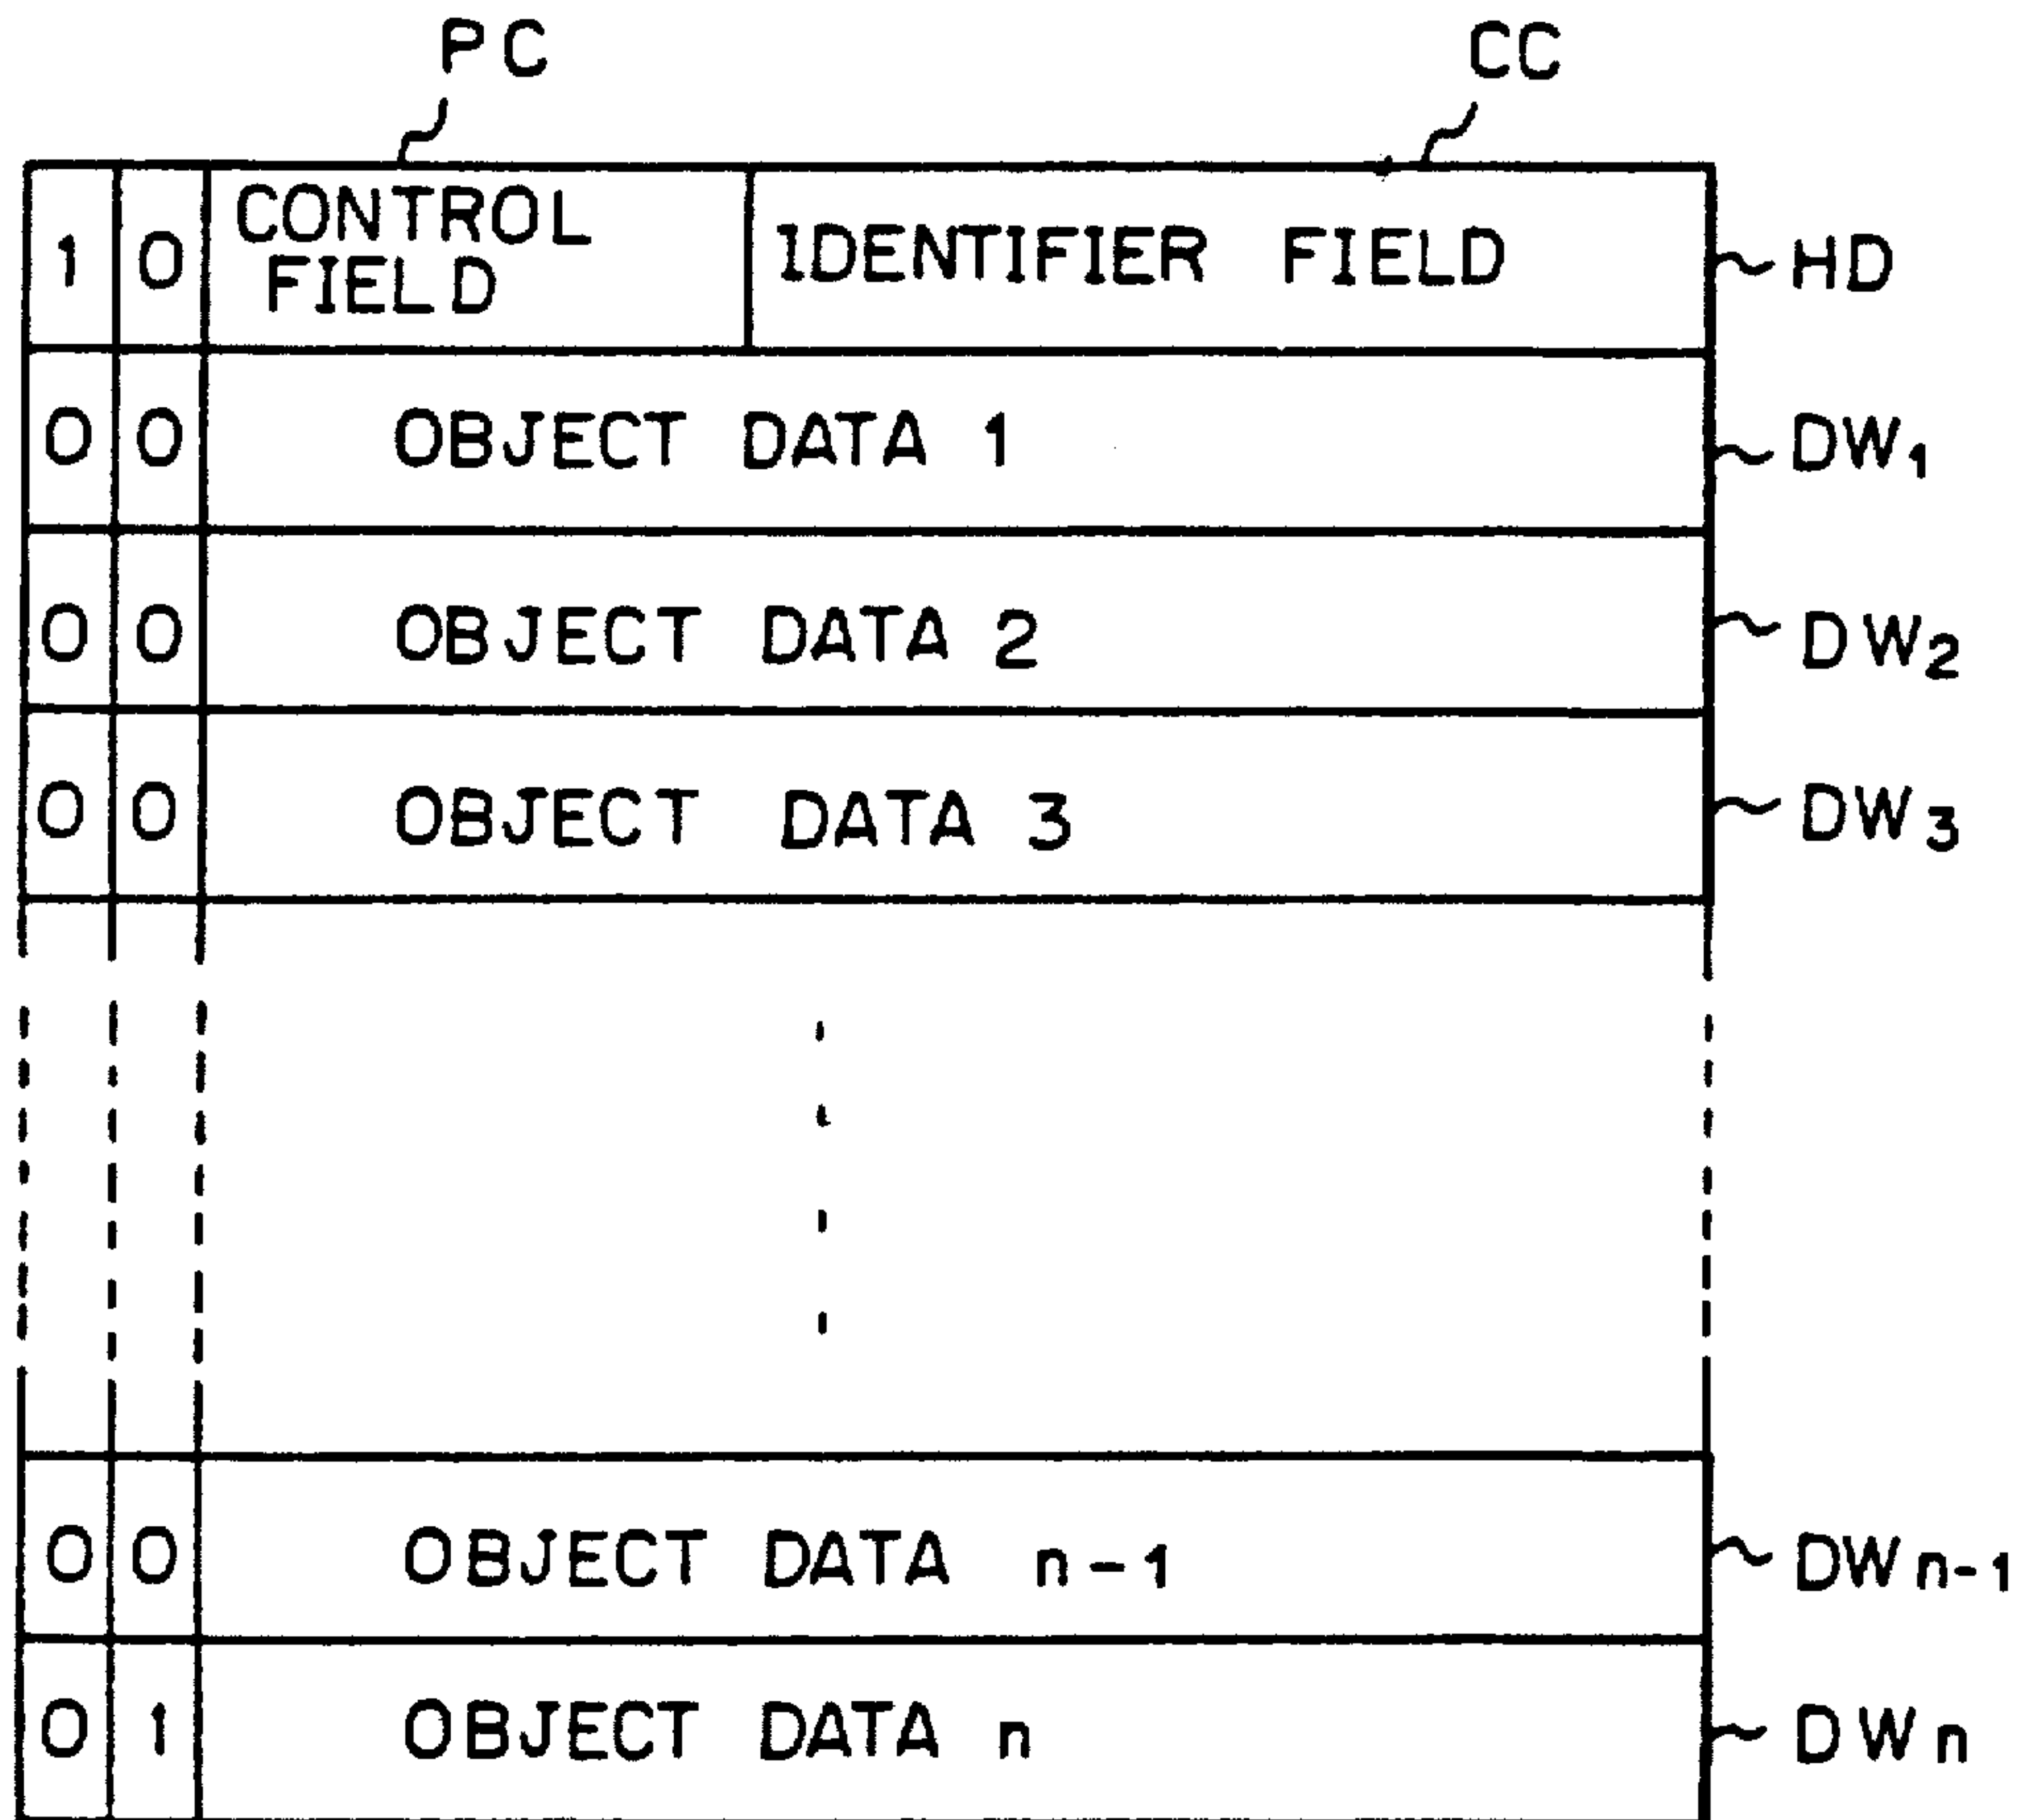 PC CC
1 0 CONTROL FIELD IDENTIFIER FIELD HD
0 0 OBJECT DATA 1 DW1
0 0 OBJECT DATA 2 DW2
0 0 OBJECT DATA 3 DW3
0 0 OBJECT DATA n-1 DWn-1
0 1 OBJECT DATA n DWn